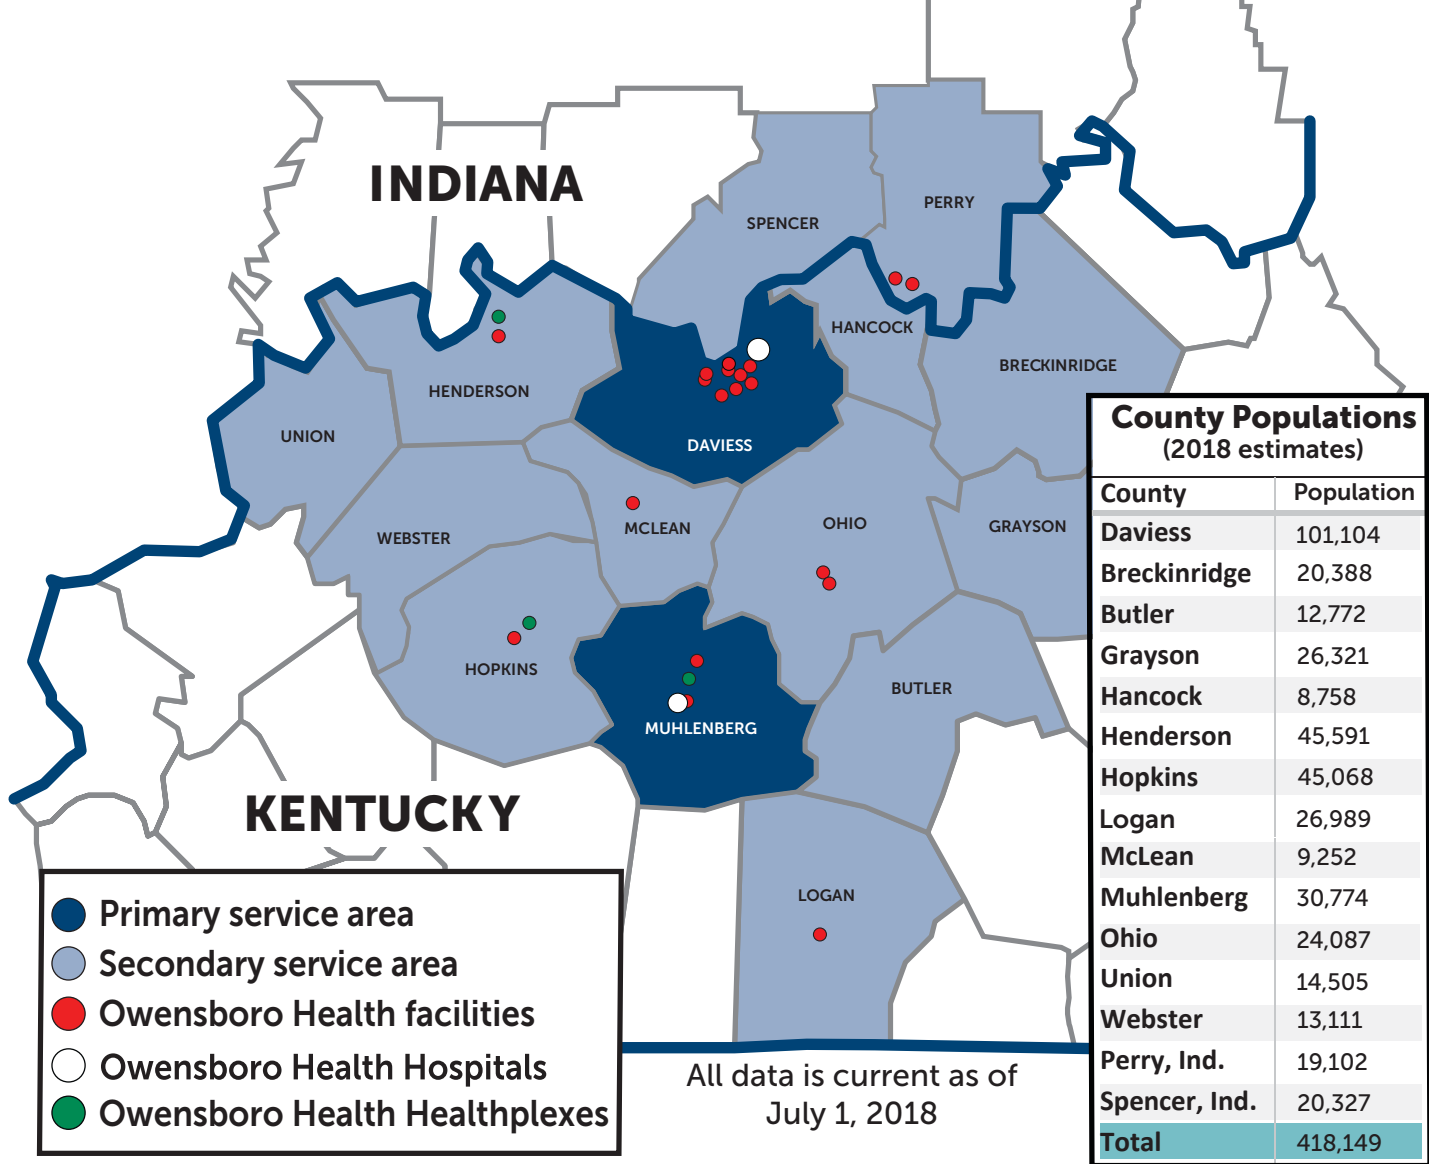 INDIANA
SPENCER
PERRY
HANCOCK
BRECKINRIDGE
HENDERSON
UNION
DAVIESS
WEBSTER
MCLEAN
OHIO
GRAYSON
HOPKINS
BUTLER
MUHLENBERG
KENTUCKY
LOGAN
Primary service area
Secondary service area
Owensboro Health facilities
Owensboro Health Hospitals
Owensboro Health Healthplexes
All data is current as of
July 1, 2018
County Populations
(2018 estimates)
County Population
Daviess 101,104
Breckinridge 20,388
Butler 12,772
Grayson 26,321
Hancock 8,758
Henderson 45,591
Hopkins 45,068
Logan 26,989
McLean 9,252
Muhlenberg 30,774
Ohio 24,087
Union 14,505
Webster 13,111
Perry, Ind. 19,102
Spencer, Ind. 20,327
Total 418,149